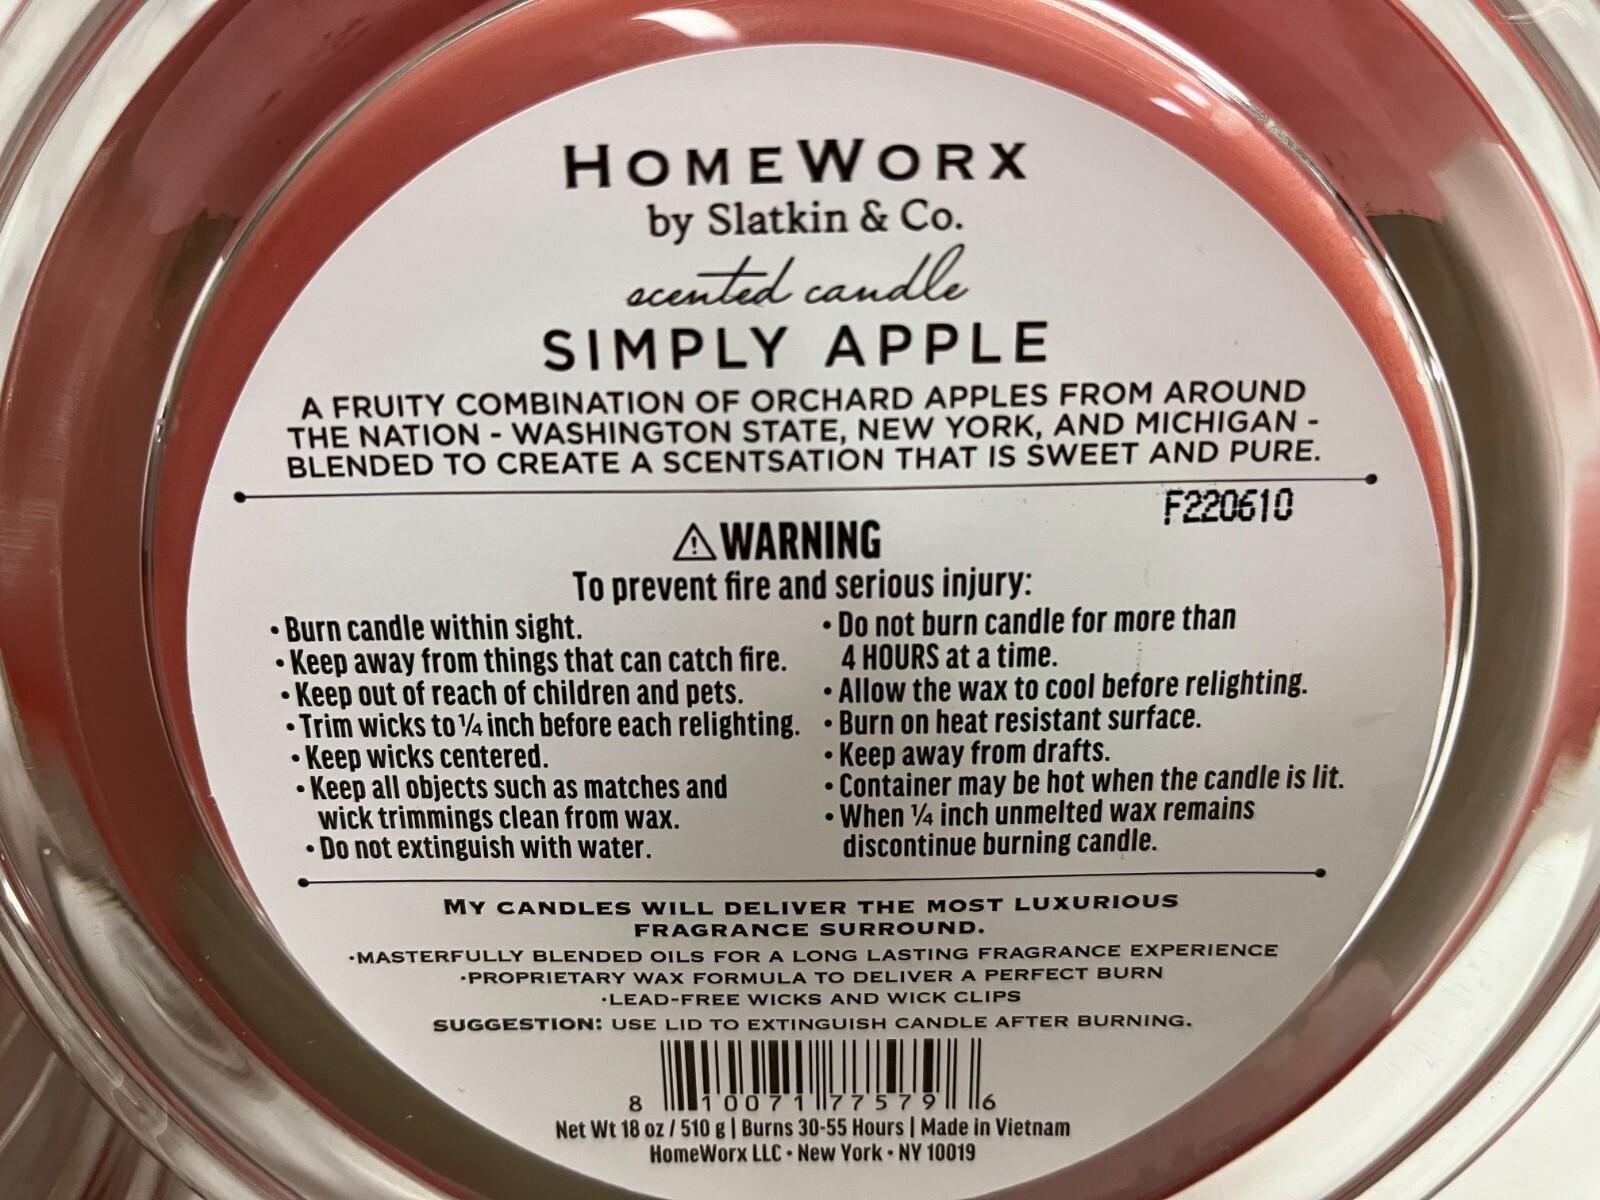 HOMEWORX
by Slatkin & Co.
scented candle
SIMPLY APPLE
A FRUITY COMBINATION OF ORCHARD APPLES FROM AROUND
THE NATION - WASHINGTON STATE, NEW YORK, AND MICHIGAN -
BLENDED TO CREATE A SCENTSATION THAT IS SWEET AND PURE.
F220610
⚠WARNING
To prevent fire and serious injury:
• Burn candle within sight.
• Keep away from things that can catch fire.
• Keep out of reach of children and pets.
• Trim wicks to ¼ inch before each relighting.
• Keep wicks centered.
• Keep all objects such as matches and
wick trimmings clean from wax.
• Do not extinguish with water.
• Do not burn candle for more than
4 HOURS at a time.
• Allow the wax to cool before relighting.
• Burn on heat resistant surface.
• Keep away from drafts.
• Container may be hot when the candle is lit.
• When ¼ inch unmelted wax remains
discontinue burning candle.
MY CANDLES WILL DELIVER THE MOST LUXURIOUS
FRAGRANCE SURROUND.
•MASTERFULLY BLENDED OILS FOR A LONG LASTING FRAGRANCE EXPERIENCE
•PROPRIETARY WAX FORMULA TO DELIVER A PERFECT BURN
•LEAD-FREE WICKS AND WICK CLIPS
SUGGESTION: USE LID TO EXTINGUISH CANDLE AFTER BURNING.
8 10071 77579 6
Net Wt 18 oz / 510 g | Burns 30-55 Hours | Made in Vietnam
HomeWorx LLC • New York • NY 10019